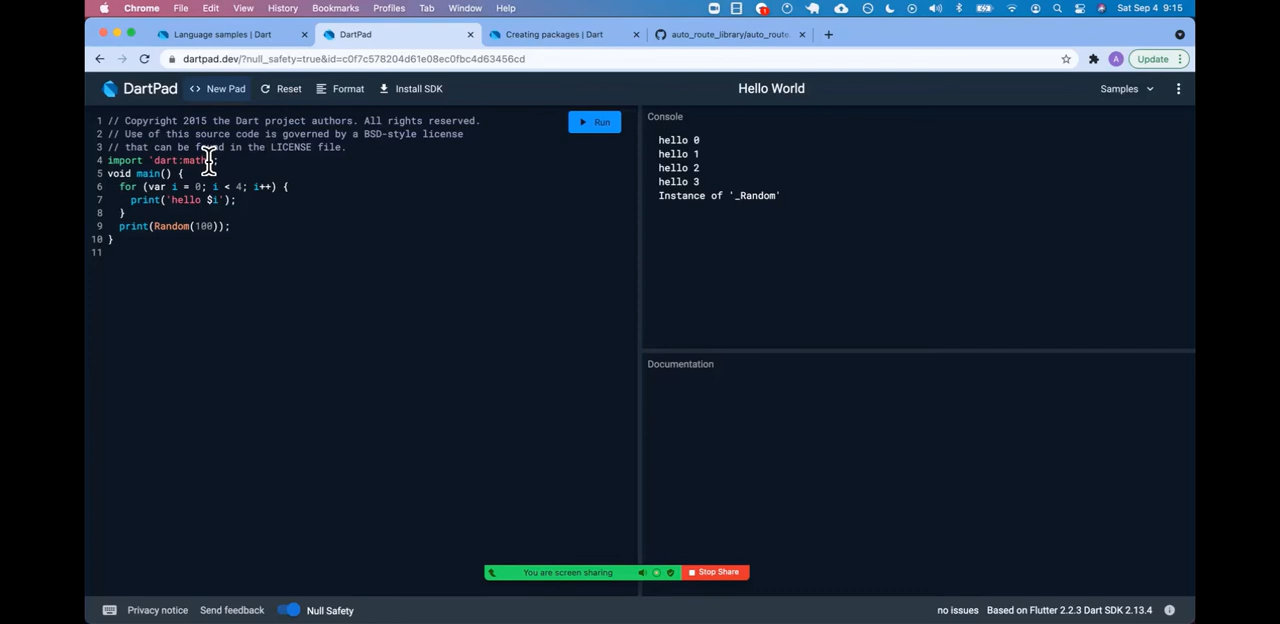 Chrome File Edit View History Bookmarks Profiles Tab Window Help Sat Sep 4 9:15
Language samples | Dart DartPad Creating packages | Dart auto_route_library/auto_route
dartpad.dev/?null_safety=true&id=c0f7c578204d61e08ec0fbc4d63465cd A Update
DartPad <> New Pad Reset Format Install SDK Hello World Samples
1 // Copyright 2015 the Dart project authors. All rights reserved.
2 // Use of this source code is governed by a BSD-style license
3 // that can be found in the LICENSE file.
4 import 'dart:math';
5 void main() {
6 for (var i = 0; i < 4; i++) {
7 print('hello $i');
8 }
9 print(Random(100));
10 }
11
Run
Console
hello 0
hello 1
hello 2
hello 3
Instance of '_Random'
Documentation
You are screen sharing Stop Share
Privacy notice Send feedback Null Safety no issues Based on Flutter 2.2.3 Dart SDK 2.13.4